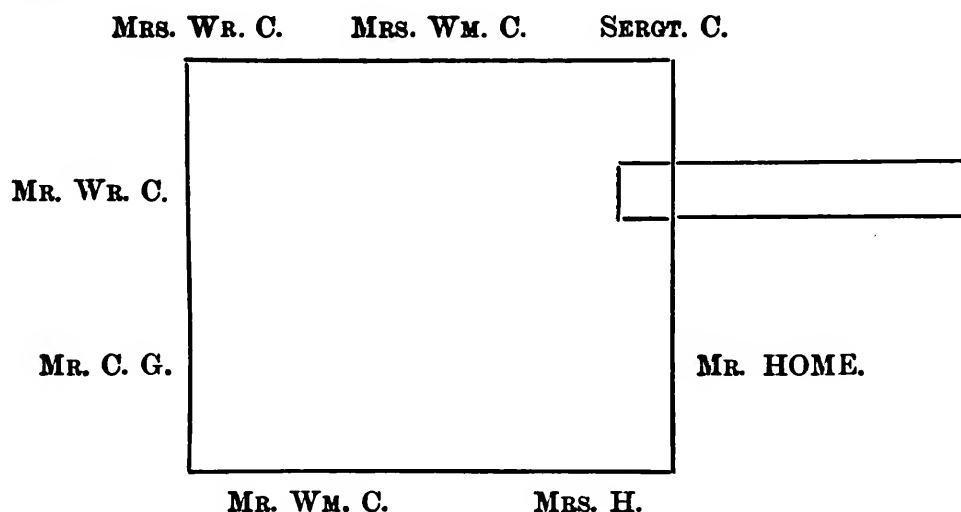 MRS. WR. C. MRS. WM. C. SERGT. C.
MR. WR. C.
MR. C. G. MR. HOME.
MR. WM. C. MRS. H.